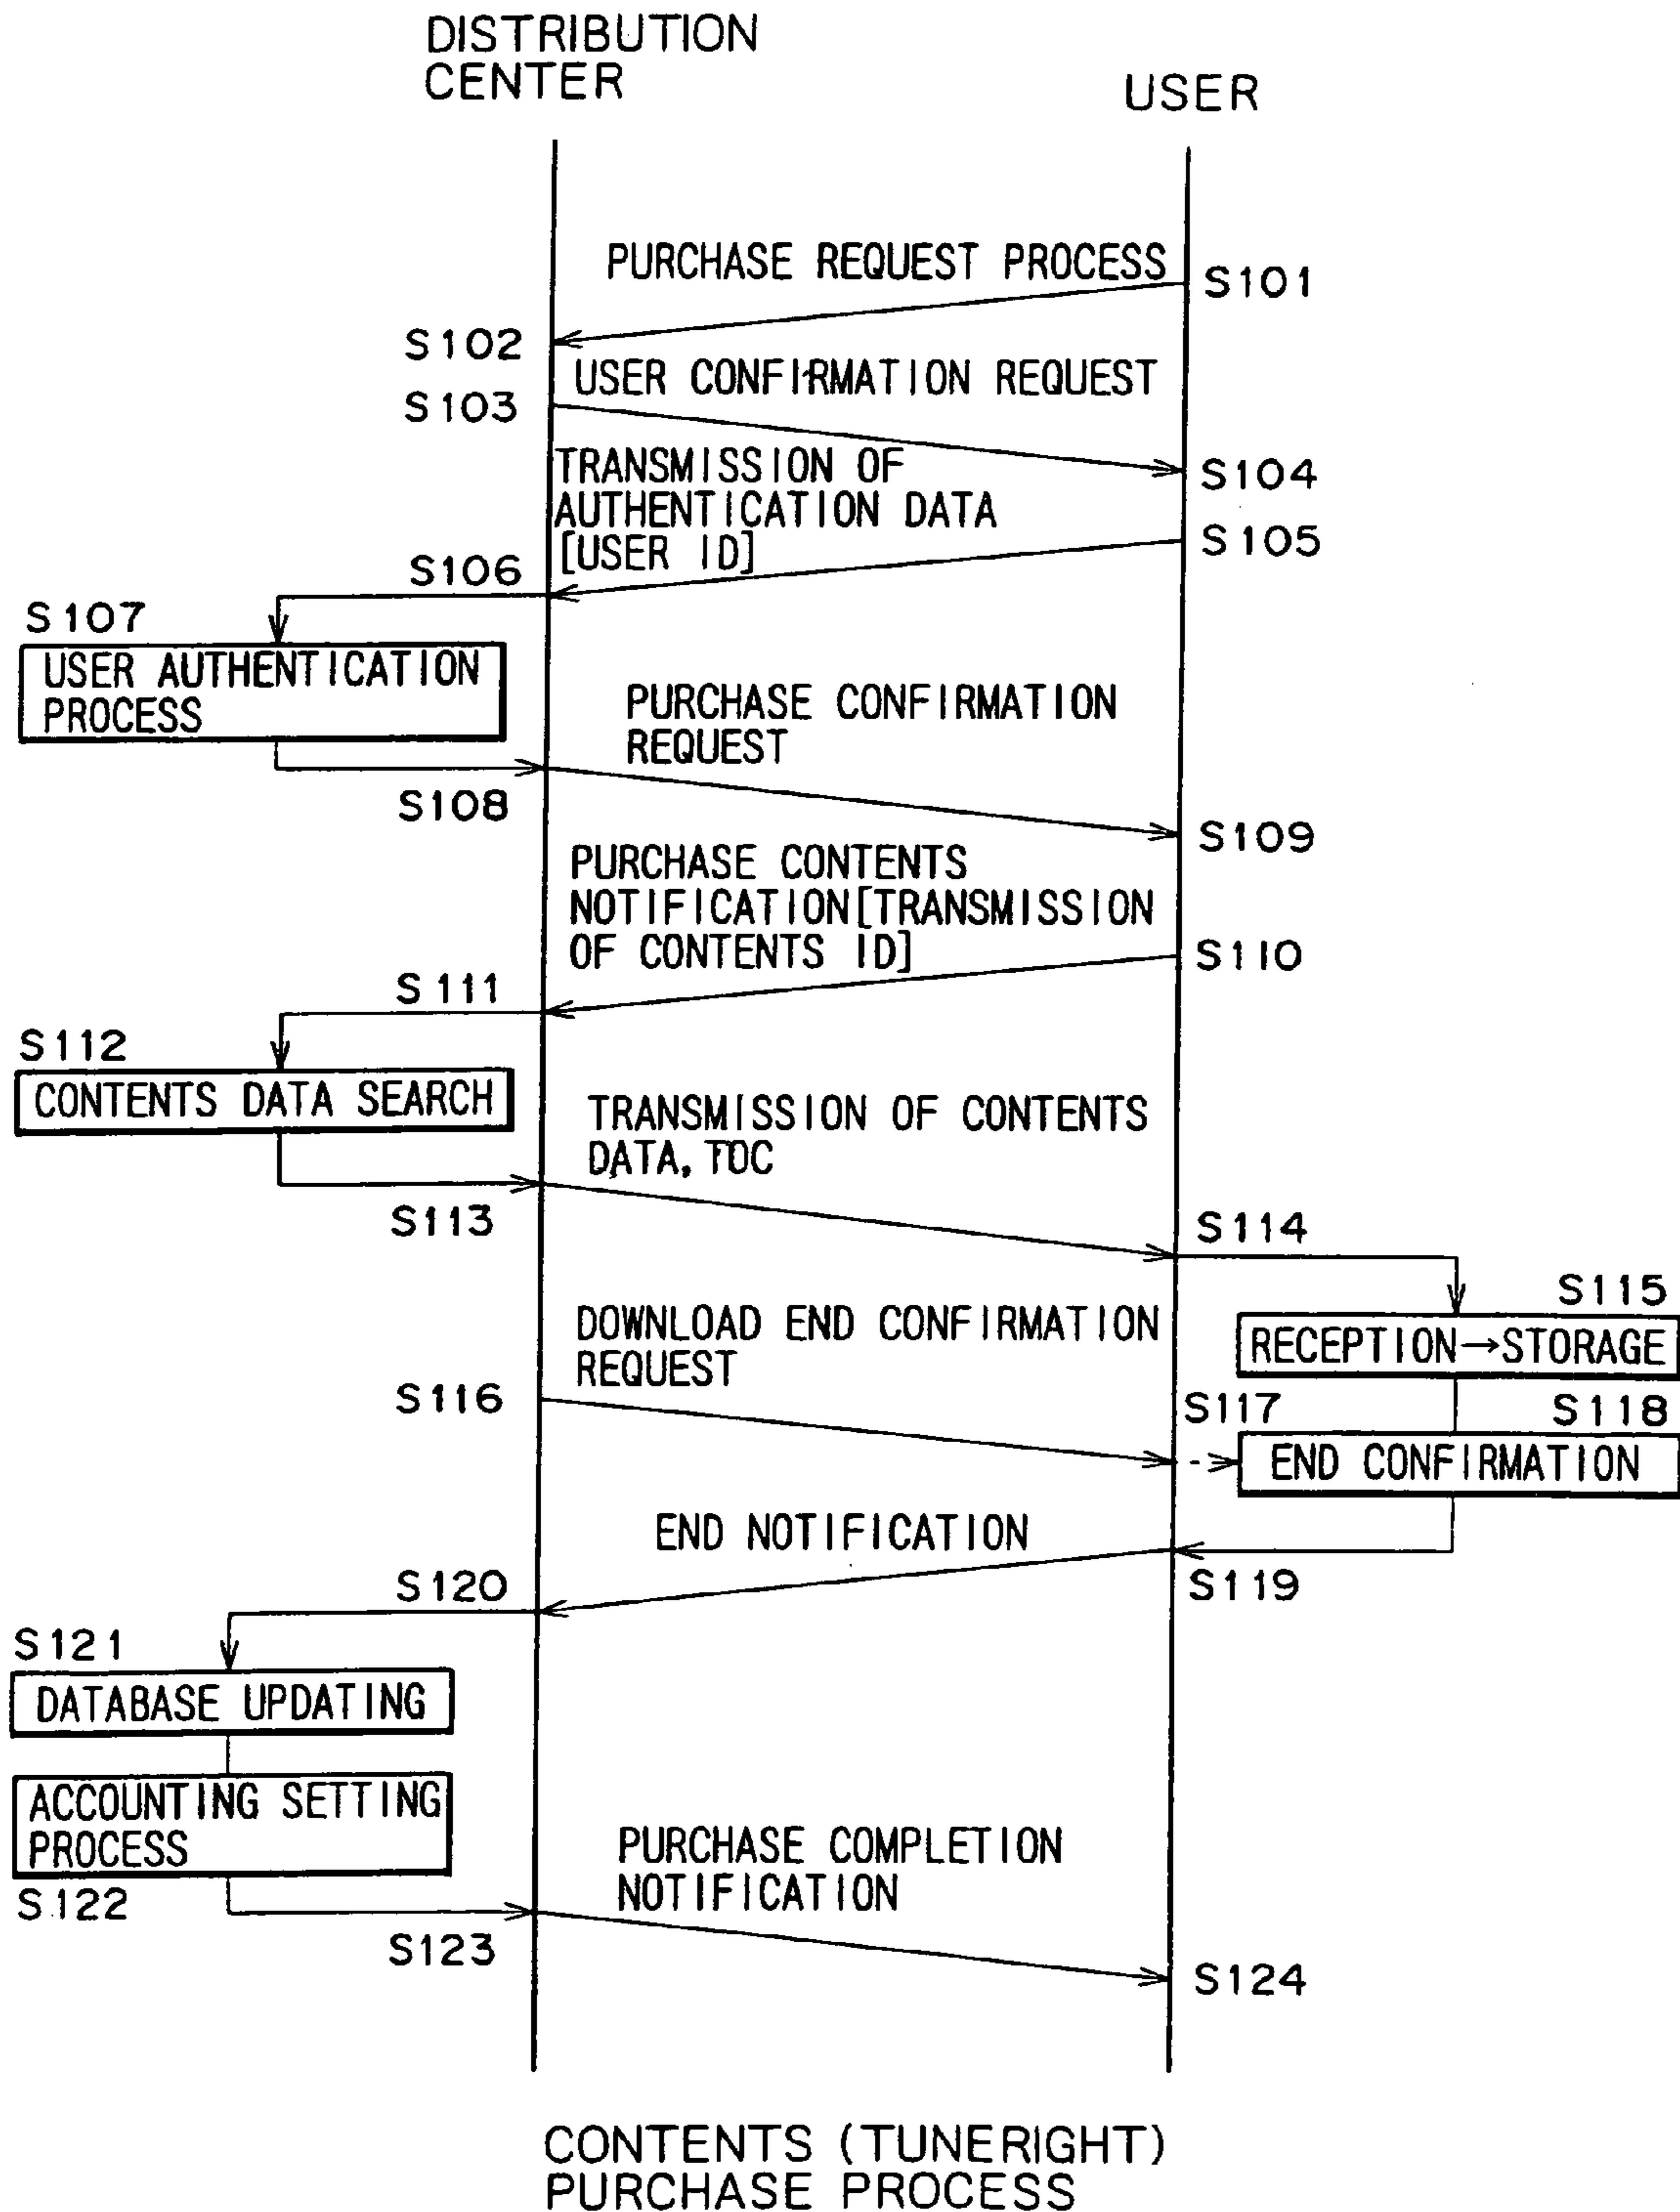 DISTRIBUTION
CENTER
USER
PURCHASE REQUEST PROCESS
S101
S102
USER CONFIRMATION REQUEST
S103
TRANSMISSION OF
AUTHENTICATION DATA
[USER ID]
S104
S105
S106
S107
USER AUTHENTICATION
PROCESS
PURCHASE CONFIRMATION
REQUEST
S108
S109
PURCHASE CONTENTS
NOTIFICATION[TRANSMISSION
OF CONTENTS ID]
S110
S111
S112
CONTENTS DATA SEARCH
TRANSMISSION OF CONTENTS
DATA, TOC
S113
S114
S115
RECEPTION→STORAGE
DOWNLOAD END CONFIRMATION
REQUEST
S116
S117
S118
END CONFIRMATION
END NOTIFICATION
S119
S120
S121
DATABASE UPDATING
ACCOUNTING SETTING
PROCESS
S122
PURCHASE COMPLETION
NOTIFICATION
S123
S124
CONTENTS (TUNERIGHT)
PURCHASE PROCESS